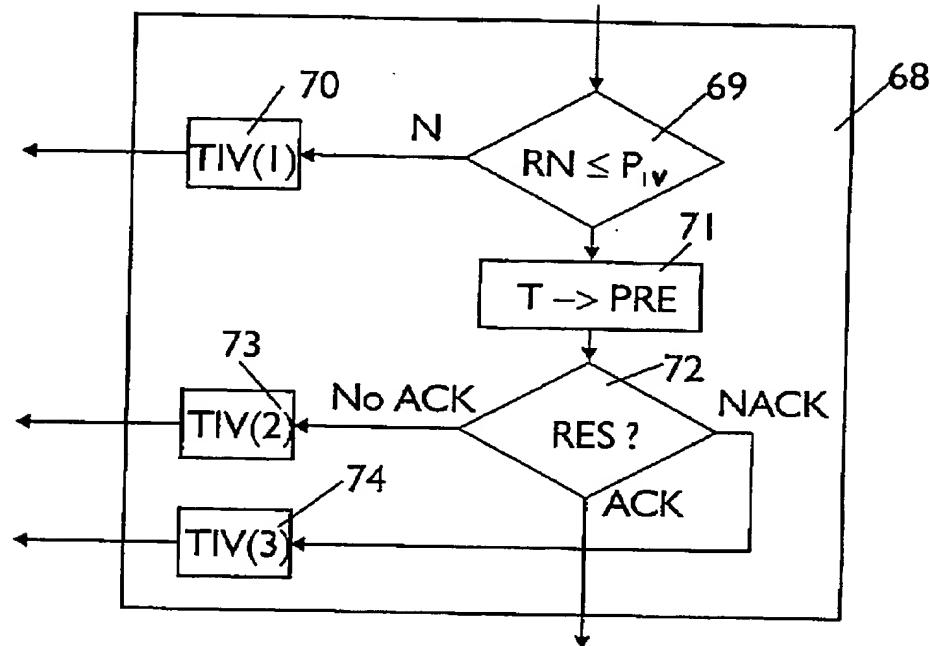 70
69
68
N
TIV(1)
RN ≤ Piv
71
T –> PRE
73
72
No ACK
NACK
TIV(2)
RES ?
74
ACK
TIV(3)